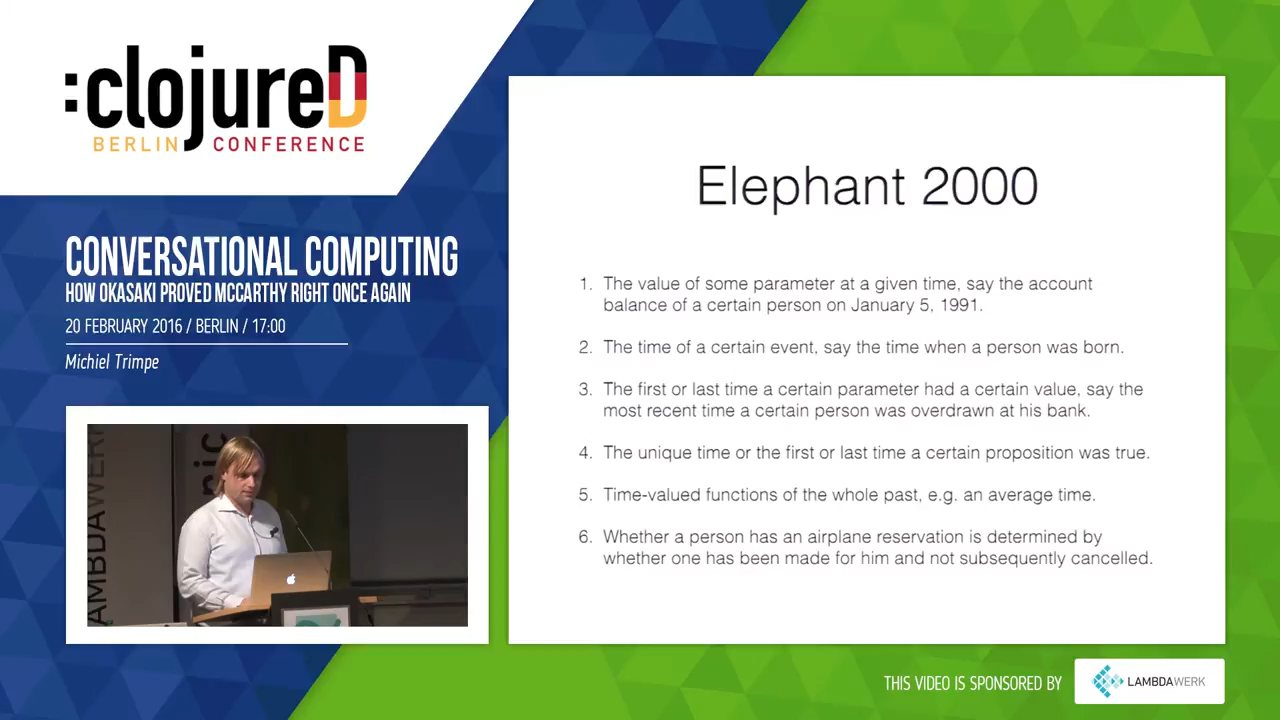 :clojureD
BERLIN CONFERENCE
CONVERSATIONAL COMPUTING
HOW OKASAKI PROVED MCCARTHY RIGHT ONCE AGAIN
20 FEBRUARY 2016 / BERLIN / 17:00
Michiel Trimpe
AMBDAWERK
nic
Elephant 2000
1. The value of some parameter at a given time, say the account
balance of a certain person on January 5, 1991.
2. The time of a certain event, say the time when a person was born.
3. The first or last time a certain parameter had a certain value, say the
most recent time a certain person was overdrawn at his bank.
4. The unique time or the first or last time a certain proposition was true.
5. Time-valued functions of the whole past, e.g. an average time.
6. Whether a person has an airplane reservation is determined by
whether one has been made for him and not subsequently cancelled.
THIS VIDEO IS SPONSORED BY
LAMBDAWERK